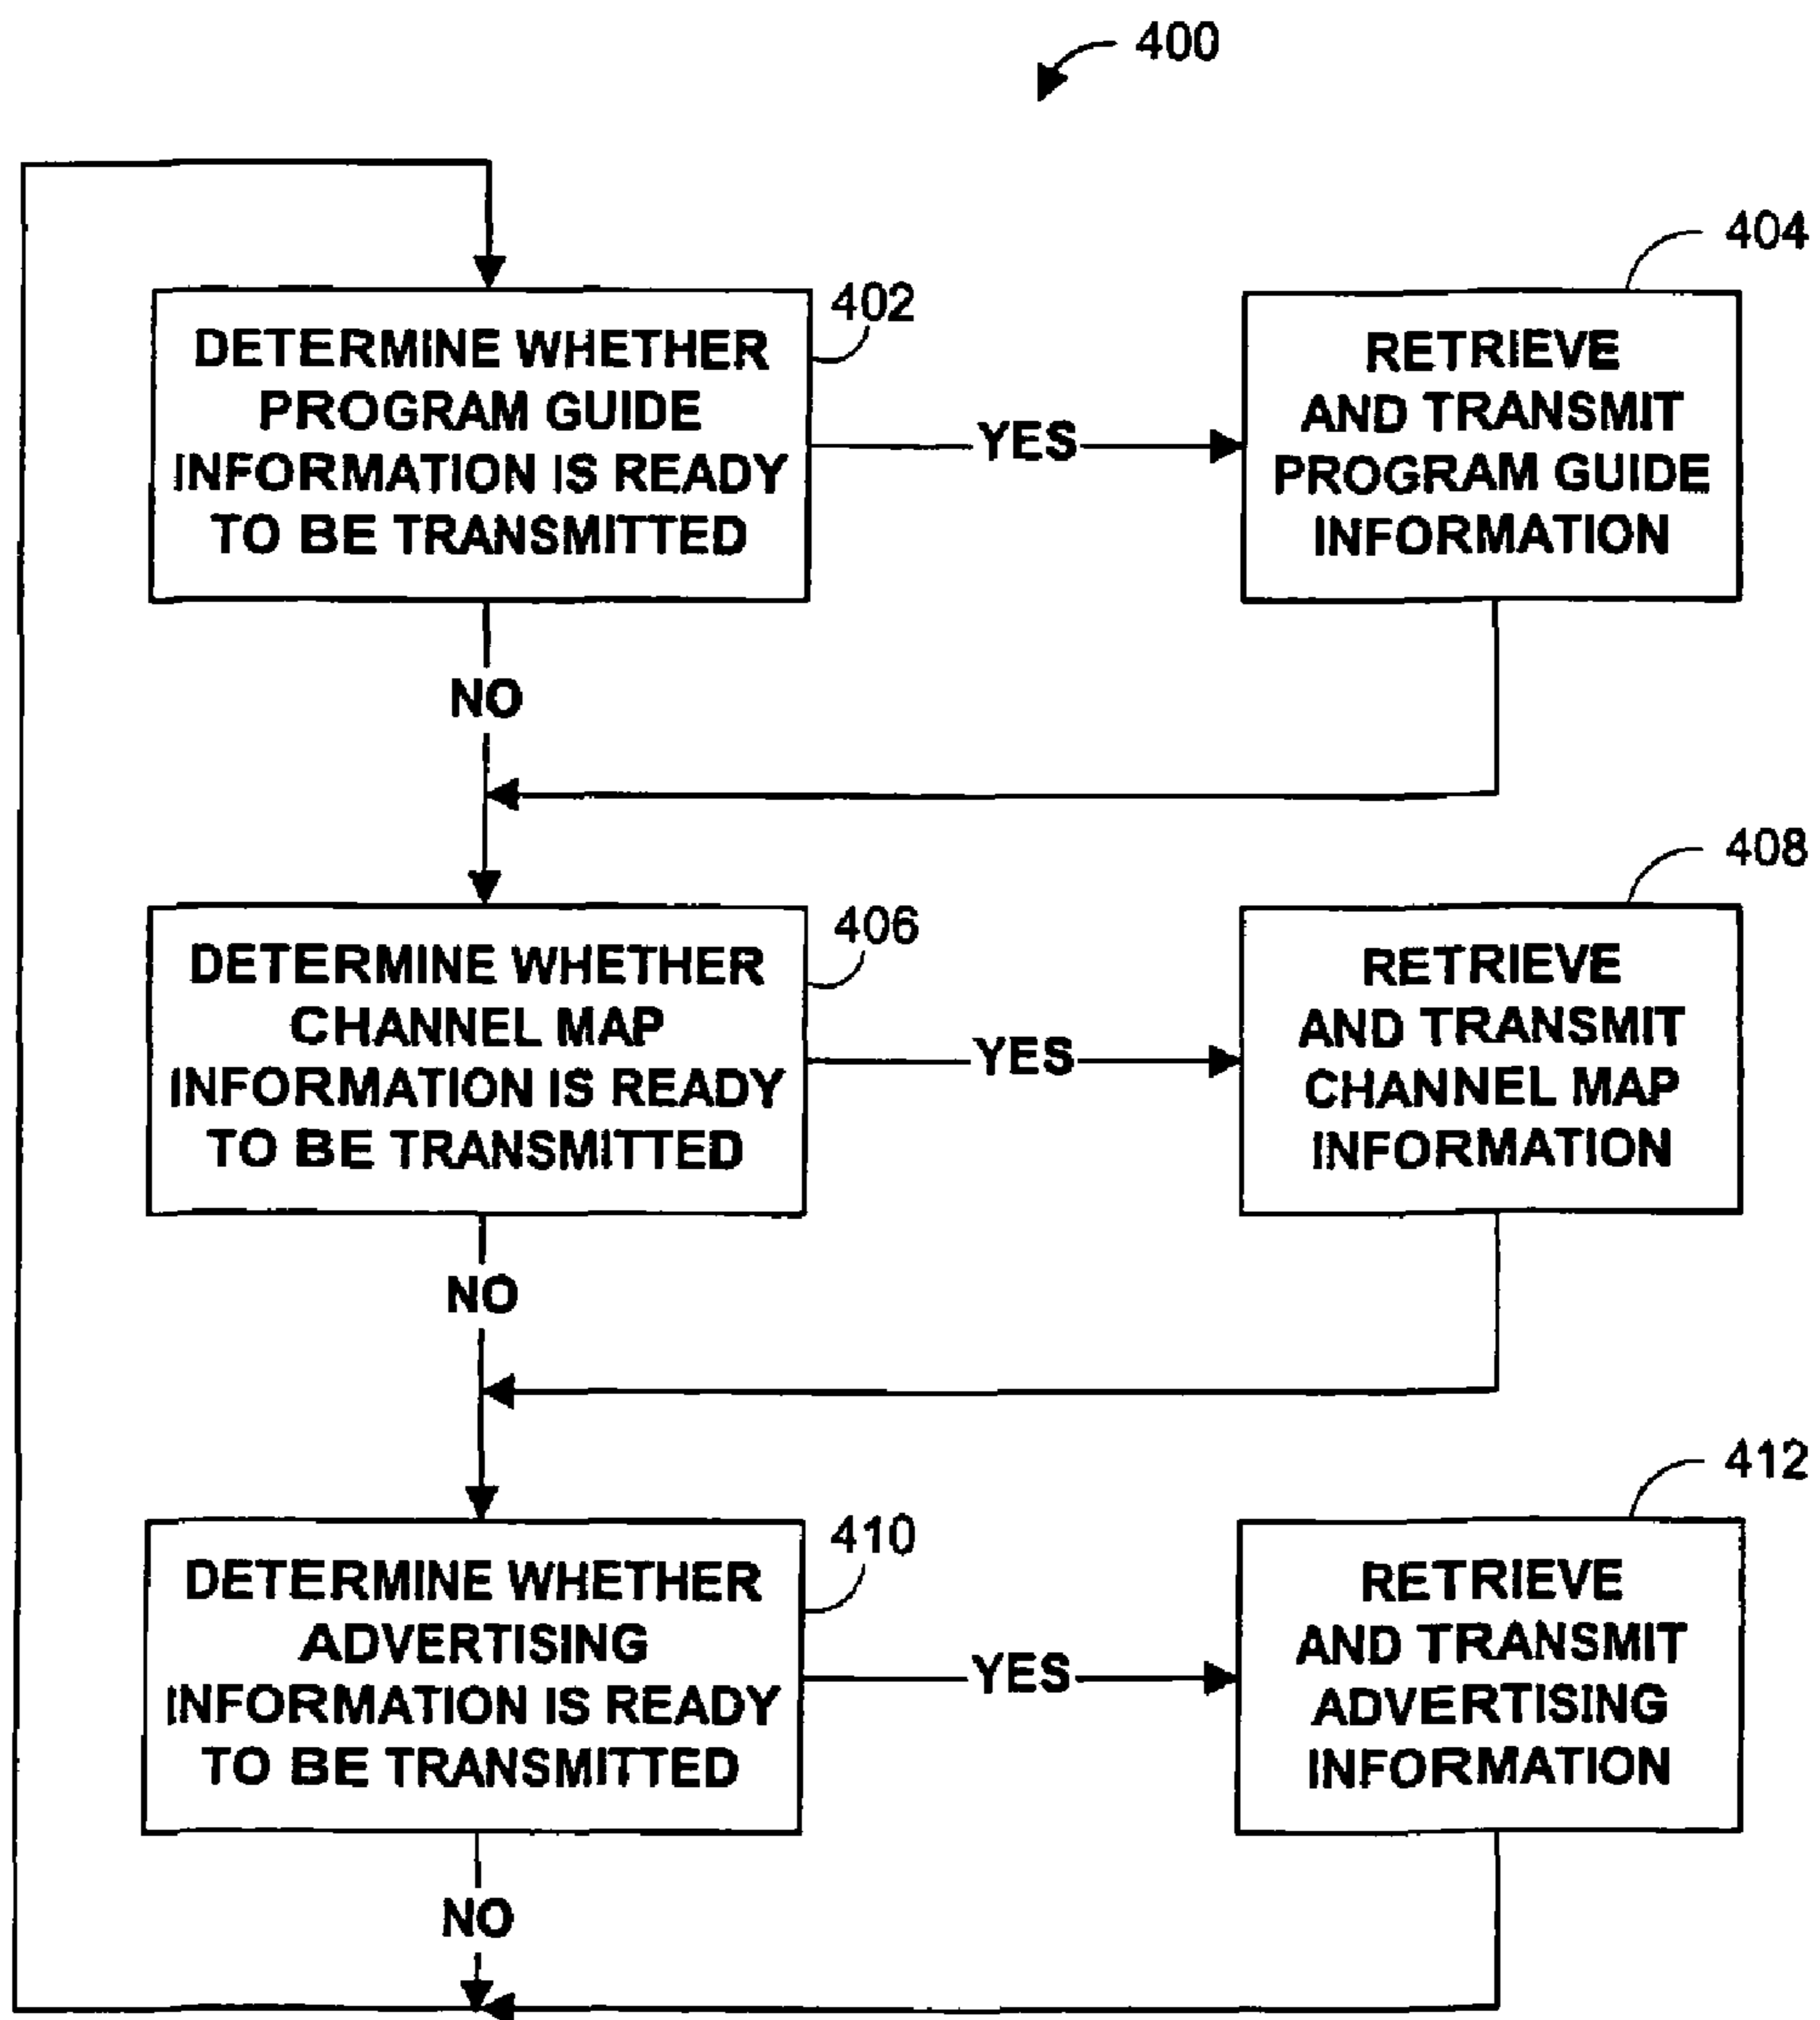 400
402
DETERMINE WHETHER
PROGRAM GUIDE
INFORMATION IS READY
TO BE TRANSMITTED
YES
404
RETRIEVE
AND TRANSMIT
PROGRAM GUIDE
INFORMATION
NO
406
DETERMINE WHETHER
CHANNEL MAP
INFORMATION IS READY
TO BE TRANSMITTED
YES
408
RETRIEVE
AND TRANSMIT
CHANNEL MAP
INFORMATION
NO
410
DETERMINE WHETHER
ADVERTISING
INFORMATION IS READY
TO BE TRANSMITTED
YES
412
RETRIEVE
AND TRANSMIT
ADVERTISING
INFORMATION
NO